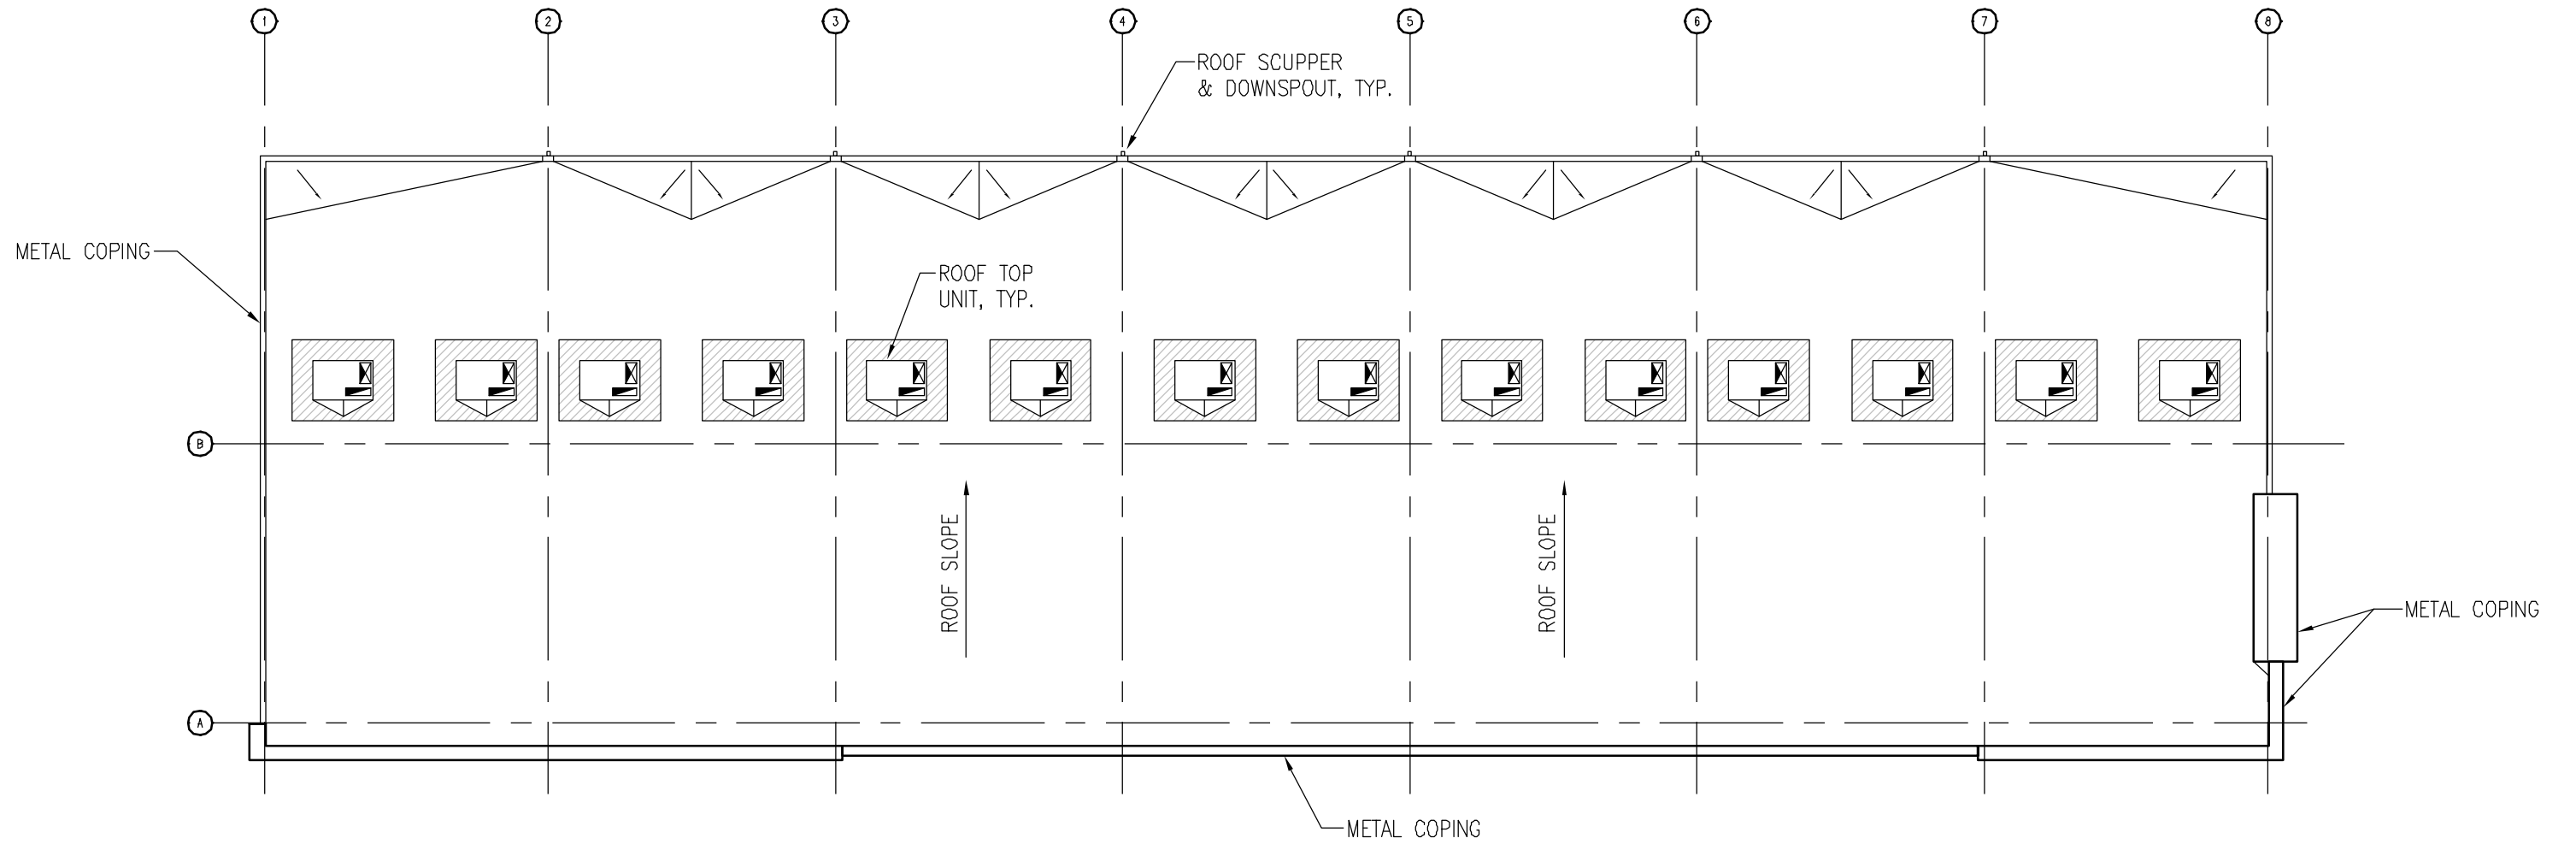 1 2 3 4 5 6 7 8
ROOF SCUPPER
& DOWNSPOUT, TYP.
METAL COPING
ROOF TOP
UNIT, TYP.
B
ROOF SLOPE
ROOF SLOPE
METAL COPING
A
METAL COPING